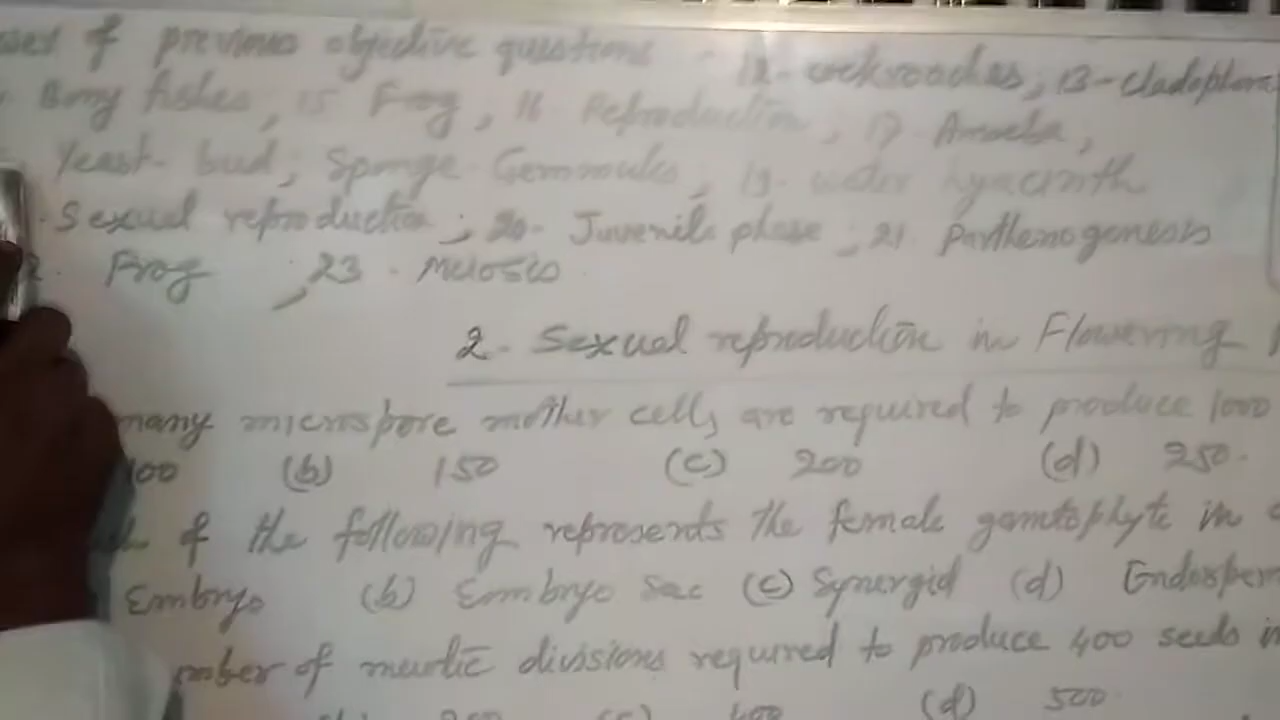 of previous objective questions - 12- cockroaches, 13- cladophora
Bony fishes, 15 Frog, 16 Reproduction, 17 Amoeba,
Yeast- bud; Sponge Gemmules, 19- water hyacinth
Sexual reproduction; 20- Juvenile phase, 21 Parthenogenesis
Frog, 23. Meiosis
2- Sexual reproduction in Flowering
many microspore mother cells are required to produce 1000
100 (b) 150 (c) 200 (d) 250.
of the following represents the female gametophyte in
Embryo (b) Embryo sac (c) Synergid (d) Endosper
mber of meiotic divisions required to produce 400 seeds in
(d) 500